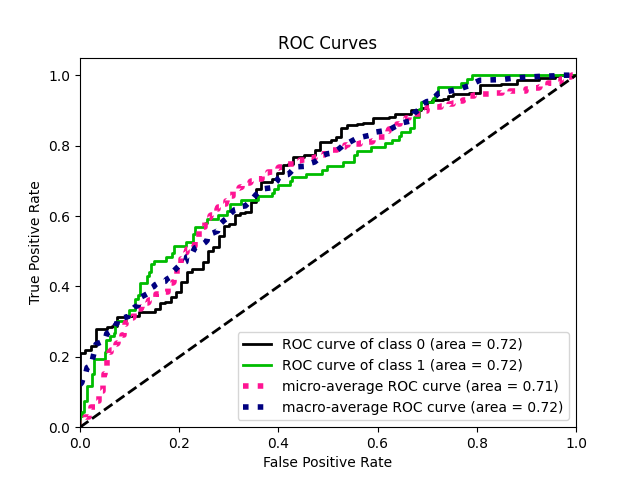 ROC Curves
True Positive Rate
1.0
0.8
0.6
0.4
0.2
0.0
ROC curve of class 0 (area = 0.72)
ROC curve of class 1 (area = 0.72)
micro-average ROC curve (area = 0.71)
macro-average ROC curve (area = 0.72)
0.0 0.2 0.4 0.6 0.8 1.0
False Positive Rate